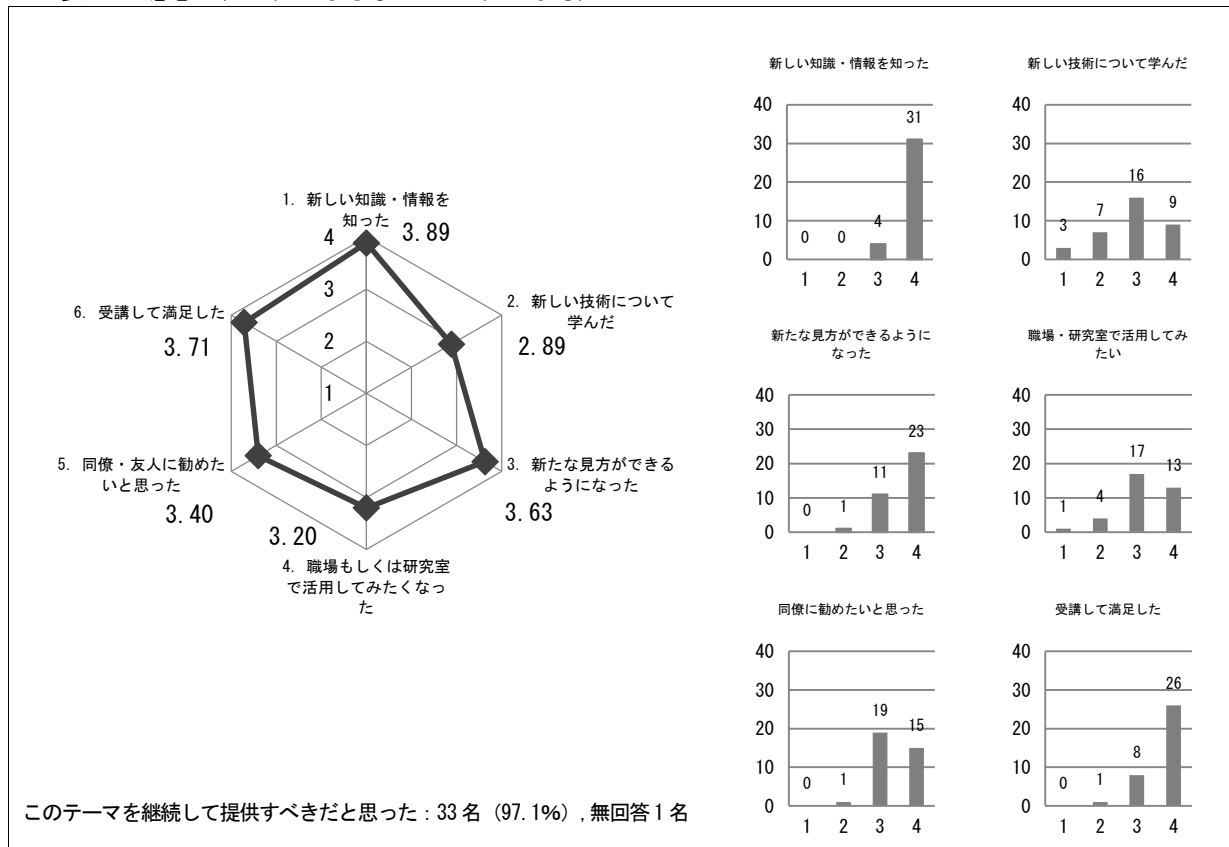 1. 新しい知識・情報を
知った
3.89
4
3
2
1
2. 新しい技術について
学んだ
2.89
3. 新たな見方ができる
ようになった
3.63
4. 職場もしくは研究室
で活用してみたくなっ
た
3.20
5. 同僚・友人に勧めた
いと思った
3.40
6. 受講して満足した
3.71
新しい知識・情報を知った
40
30
20
10
0
0 0 4 31
1 2 3 4
新しい技術について学んだ
40
30
20
10
0
3 7 16 9
1 2 3 4
新たな見方ができるように
なった
40
30
20
10
0
0 1 11 23
1 2 3 4
職場・研究室で活用してみ
たい
40
30
20
10
0
1 4 17 13
1 2 3 4
同僚に勧めたいと思った
40
30
20
10
0
0 1 19 15
1 2 3 4
受講して満足した
40
30
20
10
0
0 1 8 26
1 2 3 4
このテーマを継続して提供すべきだと思った：33 名（97.1%）, 無回答 1 名